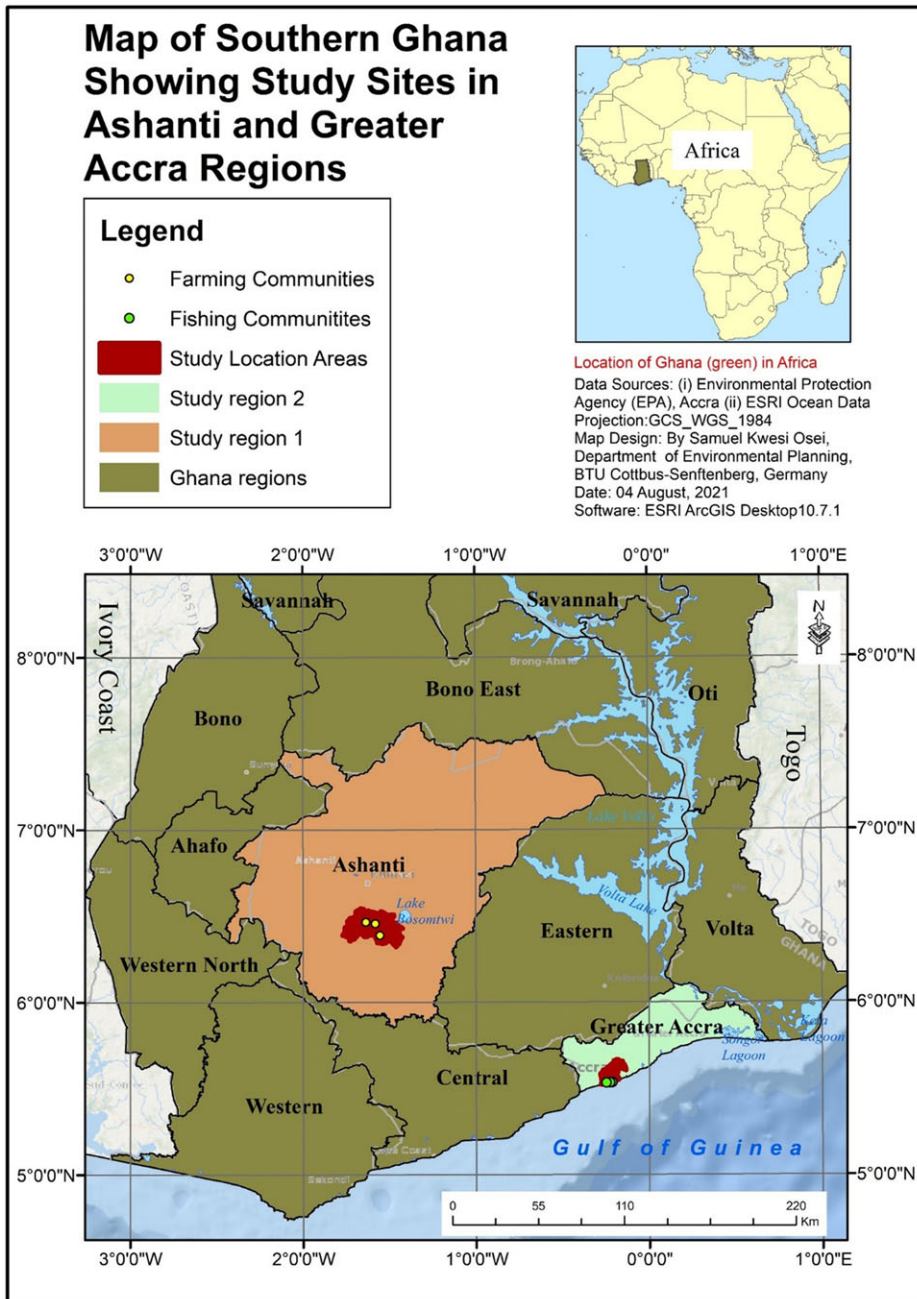 Map of Southern Ghana
Showing Study Sites in
Ashanti and Greater
Accra Regions
Africa
Legend
Farming Communities
Fishing Communitites
Study Location Areas
Study region 2
Study region 1
Ghana regions
Location of Ghana (green) in Africa
Data Sources: (i) Environmental Protection
Agency (EPA), Accra (ii) ESRI Ocean Data
Projection:GCS_WGS_1984
Map Design: By Samuel Kwesi Osei,
Department of Environmental Planning,
BTU Cottbus-Senftenberg, Germany
Date: 04 August, 2021
Software: ESRI ArcGIS Desktop10.7.1
3°0'0"W 2°0'0"W 1°0'0"W 0°0'0" 1°0'0"E
Ivory Coast
Savannah
Savannah
N
8°0'0"N
8°0'0"N
Brong-Ahafo
Bono East
Oti
Bono
Togo
7°0'0"N
7°0'0"N
Lake Volta
Ahafo
Ashanti
Lake
Bosomtwi
Volta Lake
Eastern
Volta
TOGO
GHANA
Western North
6°0'0"N
6°0'0"N
Greater Accra
Keta
Lagoon
Songor
Lagoon
Accra
Central
Western
Gulf of Guinea
5°0'0"N
5°0'0"N
0 55 110 220
Km
3°0'0"W 2°0'0"W 1°0'0"W 0°0'0" 1°0'0"E